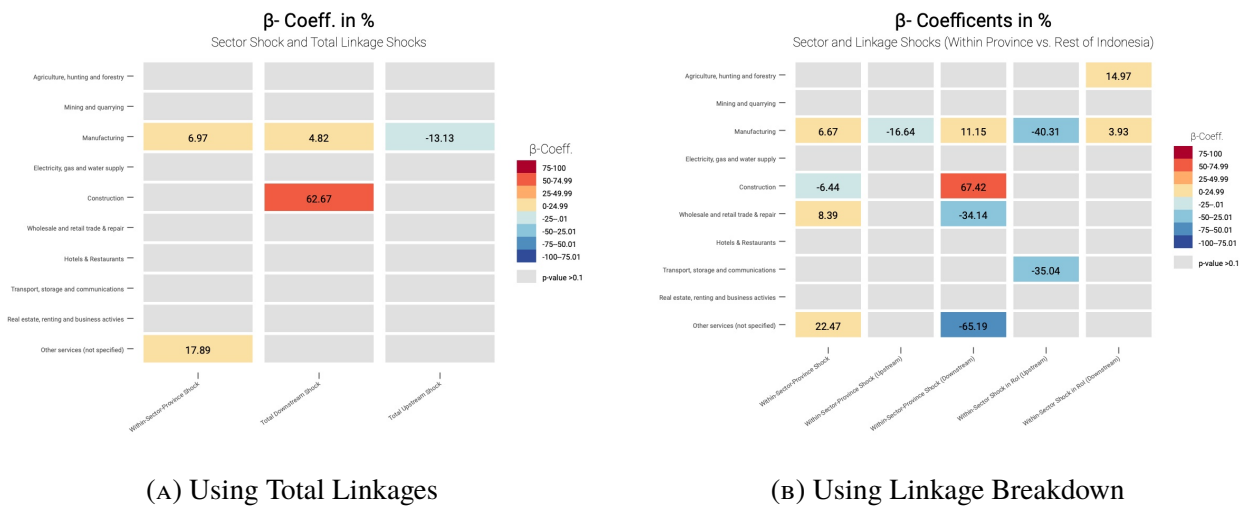 β- Coeff. in %
Sector Shock and Total Linkage Shocks
Agriculture, hunting and forestry
Mining and quarrying
Manufacturing
6.97
4.82
-13.13
Electricity, gas and water supply
Construction
62.67
Wholesale and retail trade & repair
Hotels & Restaurants
Transport, storage and communications
Real estate, renting and business activies
Other services (not specified)
17.89
Within-Sector-Province Shock
Total Downstream Shock
Total Upstream Shock
β-Coeff.
75-100
50-74.99
25-49.99
0-24.99
-25--.01
-50--25.01
-75--50.01
-100--75.01
p-value >0.1
(A) Using Total Linkages
β- Coefficents in %
Sector and Linkage Shocks (Within Province vs. Rest of Indonesia)
Agriculture, hunting and forestry
14.97
Mining and quarrying
Manufacturing
6.67
-16.64
11.15
-40.31
3.93
Electricity, gas and water supply
Construction
-6.44
67.42
Wholesale and retail trade & repair
8.39
-34.14
Hotels & Restaurants
Transport, storage and communications
-35.04
Real estate, renting and business activies
Other services (not specified)
22.47
-65.19
Within-Sector-Province Shock
Within-Sector-Province Shock (Upstream)
Within-Sector-Province Shock (Downstream)
Within-Sector Shock in RoI (Upstream)
Within-Sector Shock in RoI (Downstream)
β-Coeff.
75-100
50-74.99
25-49.99
0-24.99
-25--.01
-50--25.01
-75--50.01
-100--75.01
p-value >0.1
(B) Using Linkage Breakdown